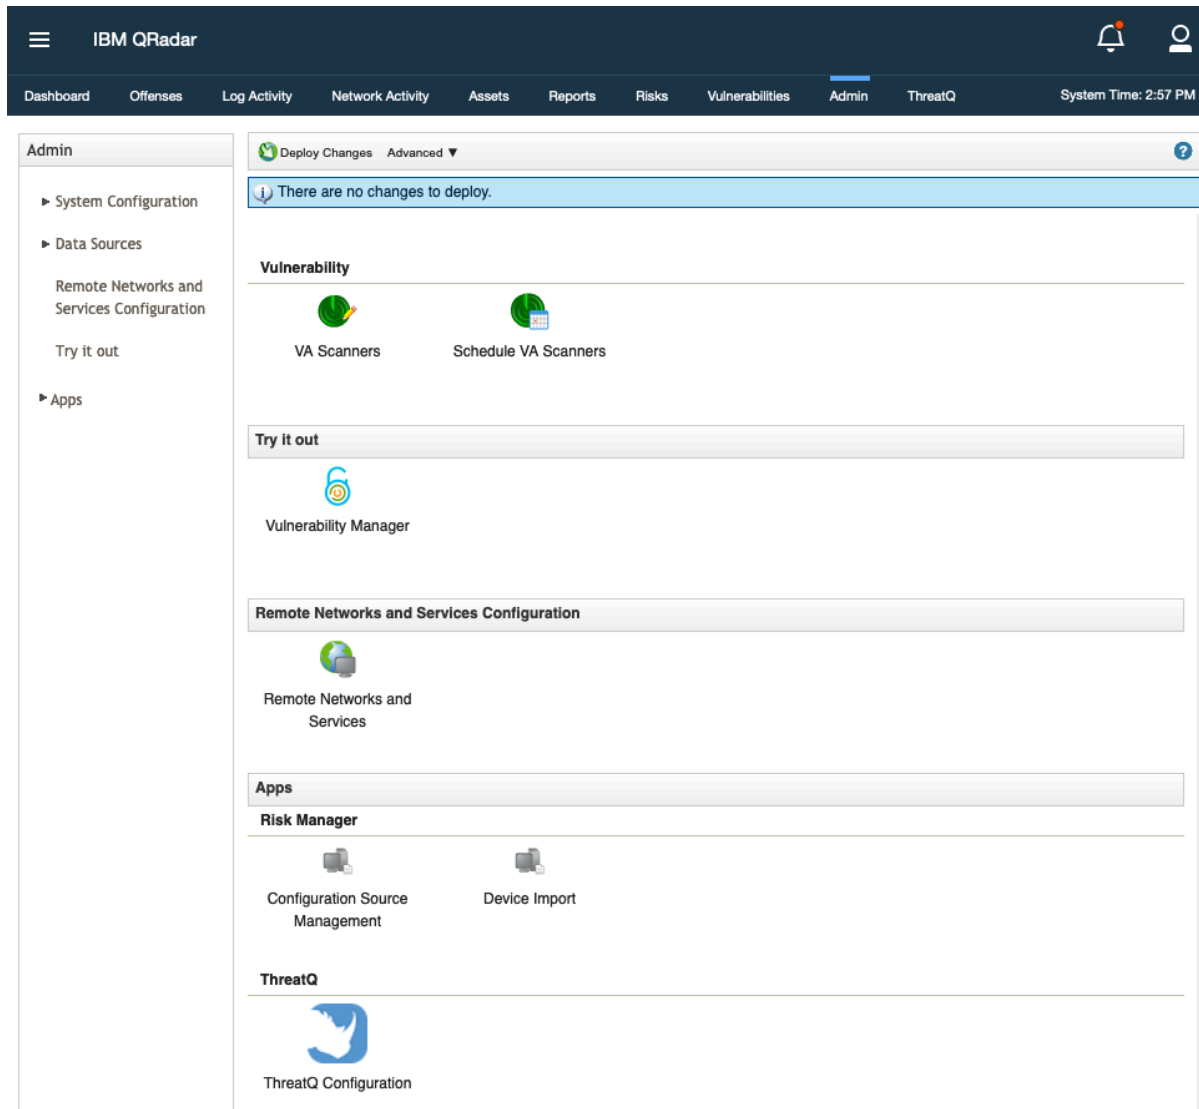 IBM QRadar
Dashboard Offenses Log Activity Network Activity Assets Reports Risks Vulnerabilities Admin ThreatQ System Time: 2:57 PM
Admin
System Configuration
Data Sources
Remote Networks and
Services Configuration
Try it out
Apps
Deploy Changes Advanced ▼
?
There are no changes to deploy.
Vulnerability
VA Scanners Schedule VA Scanners
Try it out
Vulnerability Manager
Remote Networks and Services Configuration
Remote Networks and
Services
Apps
Risk Manager
Configuration Source
Management
Device Import
ThreatQ
ThreatQ Configuration